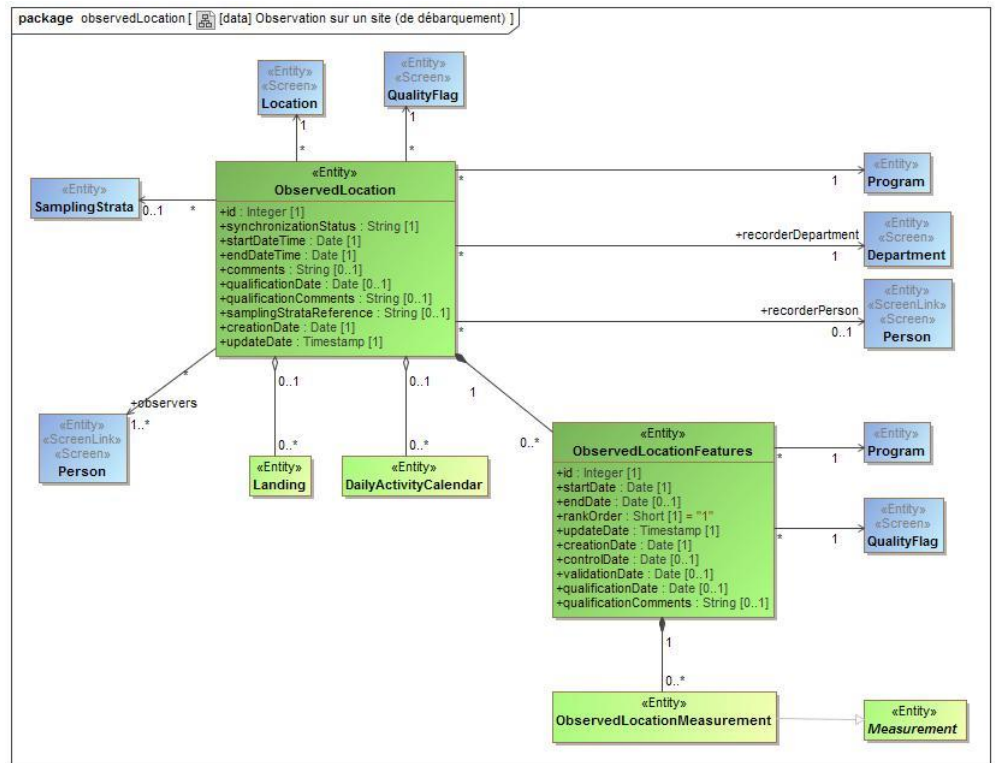 package observedLocation [ [data] Observation sur un site (de débarquement) ]
«Entity»
«Screen»
Location
«Entity»
«Screen»
QualityFlag
1
*
1
*
«Entity»
SamplingStrata
0..1
*
«Entity»
ObservedLocation
+id : Integer [1]
+synchronizationStatus : String [1]
+startDateTime : Date [1]
+endDateTime : Date [1]
+comments : String [0..1]
+qualificationDate : Date [0..1]
+qualificationComments : String [0..1]
+samplingStrataReference : String [0..1]
+creationDate : Date [1]
+updateDate : Timestamp [1]
*
1
«Entity»
Program
*
+recorderDepartment
1
«Entity»
«Screen»
Department
*
+recorderPerson
0..1
«Entity»
«ScreenLink»
«Screen»
Person
*
+observers
1..*
«Entity»
«ScreenLink»
«Screen»
Person
0..1
0..*
«Entity»
Landing
0..1
0..*
«Entity»
DailyActivityCalendar
1
0..*
«Entity»
ObservedLocationFeatures
+id : Integer [1]
+startDate : Date [1]
+endDate : Date [0..1]
+rankOrder : Short [1] = "1"
+updateDate : Timestamp [1]
+creationDate : Date [1]
+controlDate : Date [0..1]
+validationDate : Date [0..1]
+qualificationDate : Date [0..1]
+qualificationComments : String [0..1]
*
1
«Entity»
Program
*
1
«Entity»
«Screen»
QualityFlag
1
0..*
«Entity»
ObservedLocationMeasurement
«Entity»
Measurement